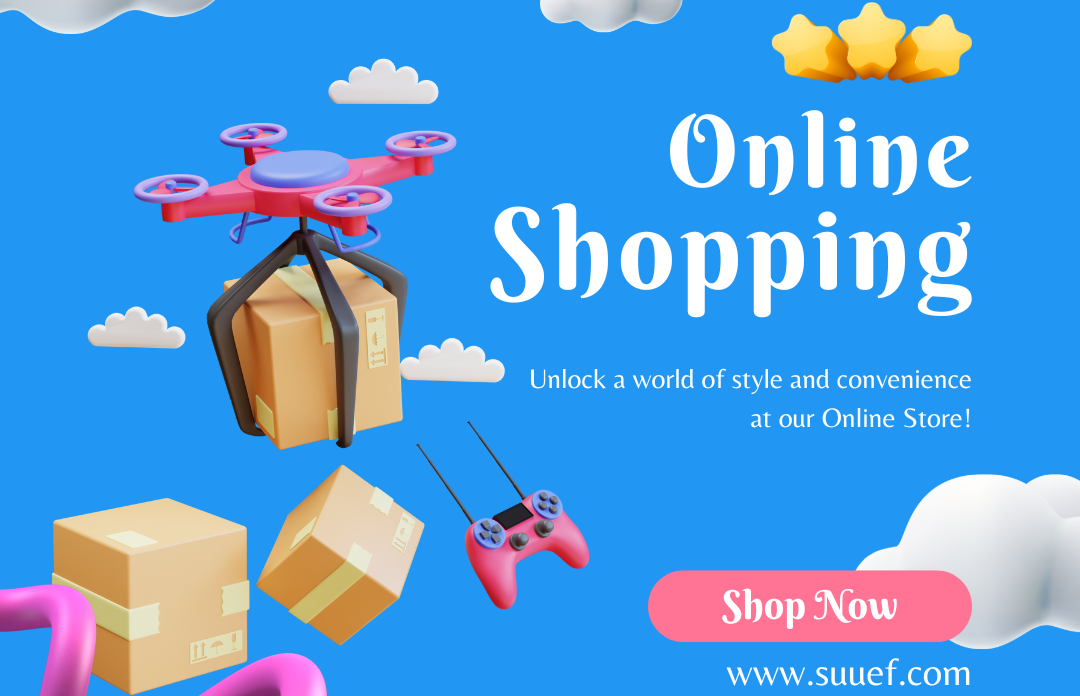 Online
Shopping
Unlock a world of style and convenience
at our Online Store!
Shop Now
www.suuef.com